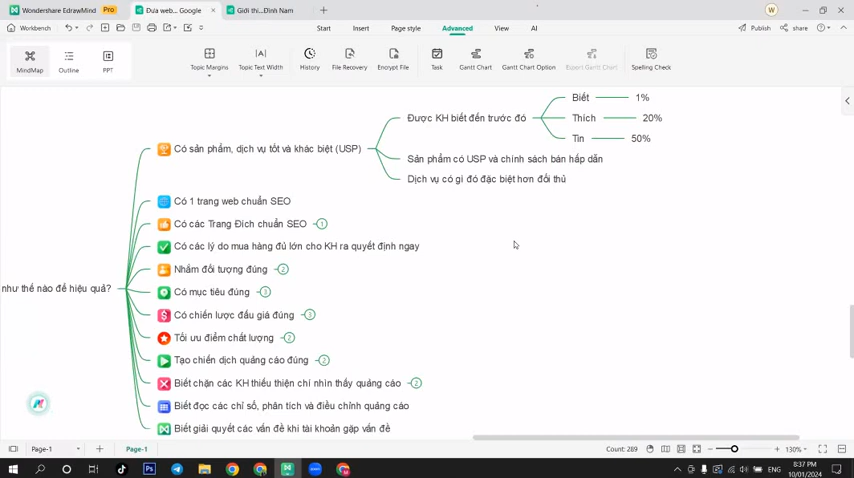 Wondershare EdrawMind Pro
Đưa web... Google
Giới thi...Đình Nam
W
Workbench
Start Insert Page style Advanced View AI
Publish share
MindMap Outline PPT
Topic Margins Topic Text Width History File Recovery Encrypt File Task Gantt Chart Gantt Chart Option Export Gantt Chart Spelling Check
Biết 1%
Được KH biết đến trước đó Thích 20%
Tin 50%
Có sản phẩm, dịch vụ tốt và khác biệt (USP)
Sản phẩm có USP và chính sách bán hấp dẫn
Dịch vụ có gì đó đặc biệt hơn đối thủ
Có 1 trang web chuẩn SEO
Có các Trang Đích chuẩn SEO 1
Có các lý do mua hàng đủ lớn cho KH ra quyết định ngay
Nhắm đối tượng đúng 2
như thế nào để hiệu quả?
Có mục tiêu đúng 3
Có chiến lược đấu giá đúng 3
Tối ưu điểm chất lượng 2
Tạo chiến dịch quảng cáo đúng 2
Biết chặn các KH thiếu thiện chí nhìn thấy quảng cáo 2
Biết đọc các chỉ số, phân tích và điều chỉnh quảng cáo
Biết giải quyết các vấn đề khi tài khoản gặp vấn đề
Page-1 Page-1 Count: 289 130%
ENG
8:37 PM
10/01/2024